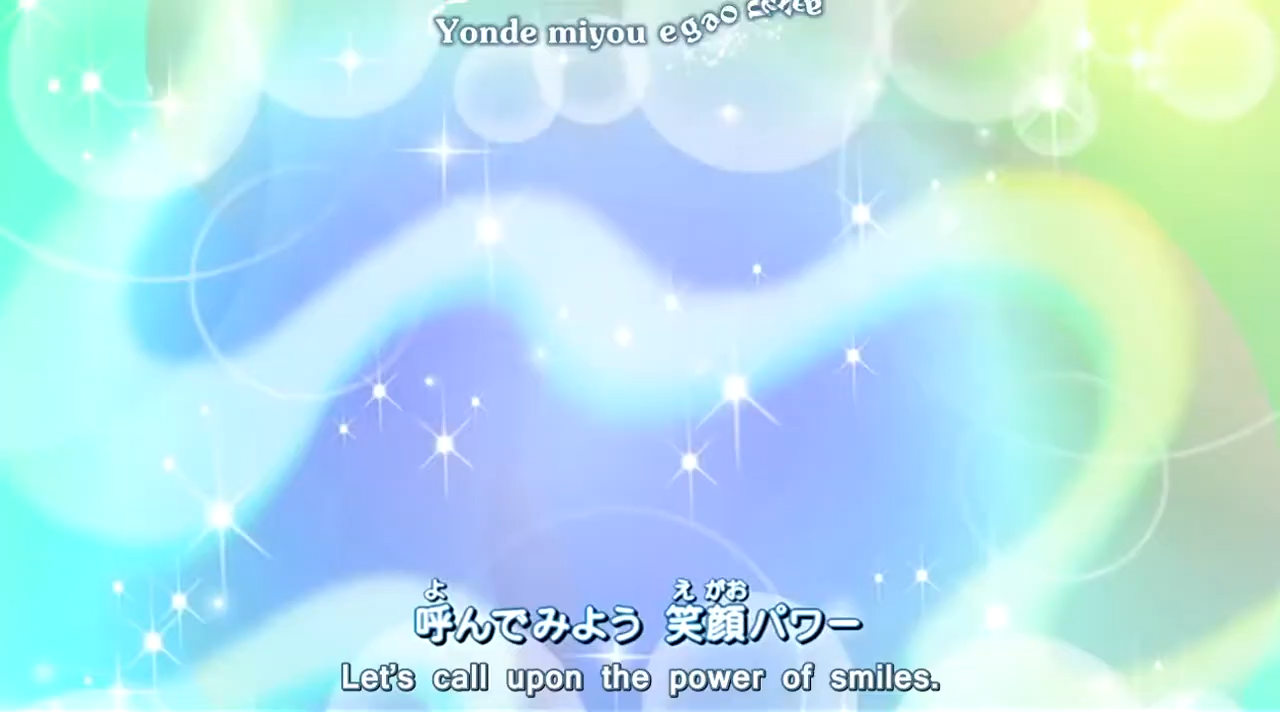 Yonde miyou egao
よ え がお
呼んでみよう 笑顔パワー
Let's call upon the power of smiles.